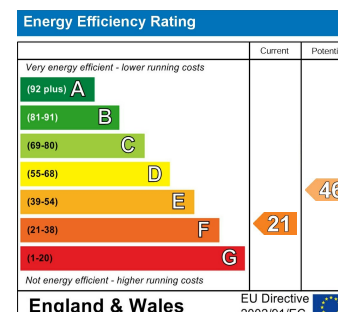 Energy Efficiency Rating
Current
Very energy efficient - lower running costs
(92 plus) A
(81-91) B
(69-80) C
(55-68) D
(39-54) E
46
(21-38) F
21
(1-20) G
Not energy efficient - higher running costs
England & Wales
EU Directive